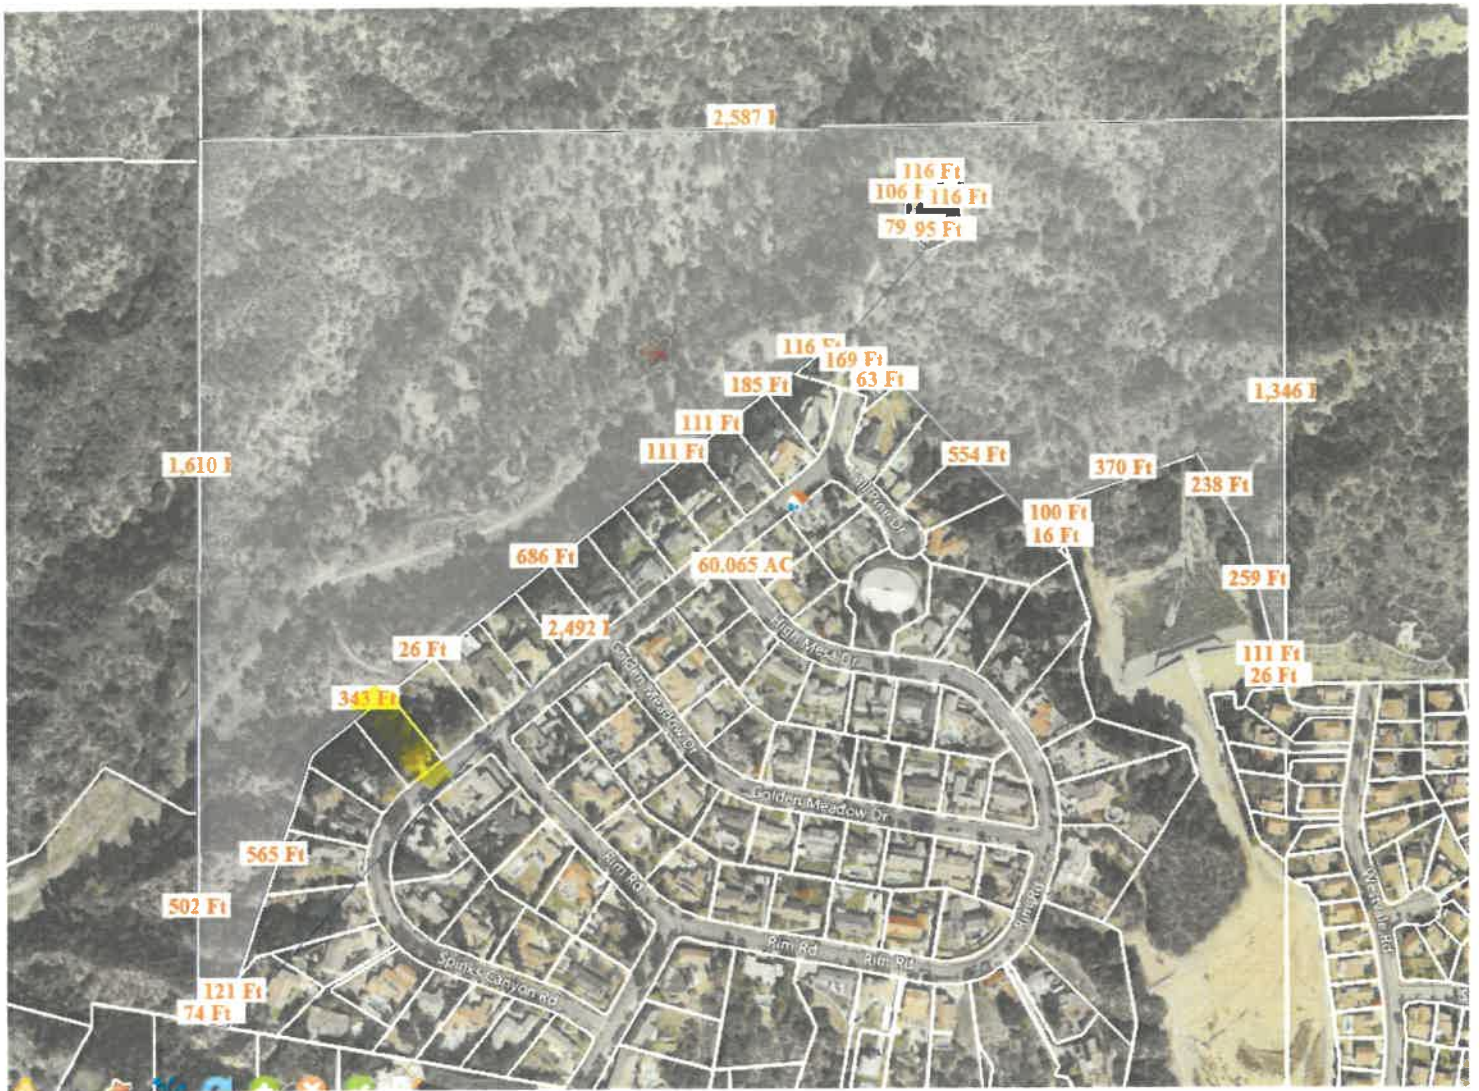 2,587 F
116 Ft
106 F
116 Ft
79
95 Ft
116 Ft
169 Ft
63 Ft
185 Ft
1,346 F
111 Ft
111 Ft
554 Ft
1,610 F
370 Ft
238 Ft
100 Ft
16 Ft
686 Ft
60.065 AC
259 Ft
2,492 F
High Mesa Dr
26 Ft
Golden Meadow Dr
111 Ft
26 Ft
343 Ft
Golden Meadow Dr
565 Ft
Rim Rd
502 Ft
Rim Rd
Rim Rd
Rim Rd
Spinks Canyon Rd
121 Ft
74 Ft